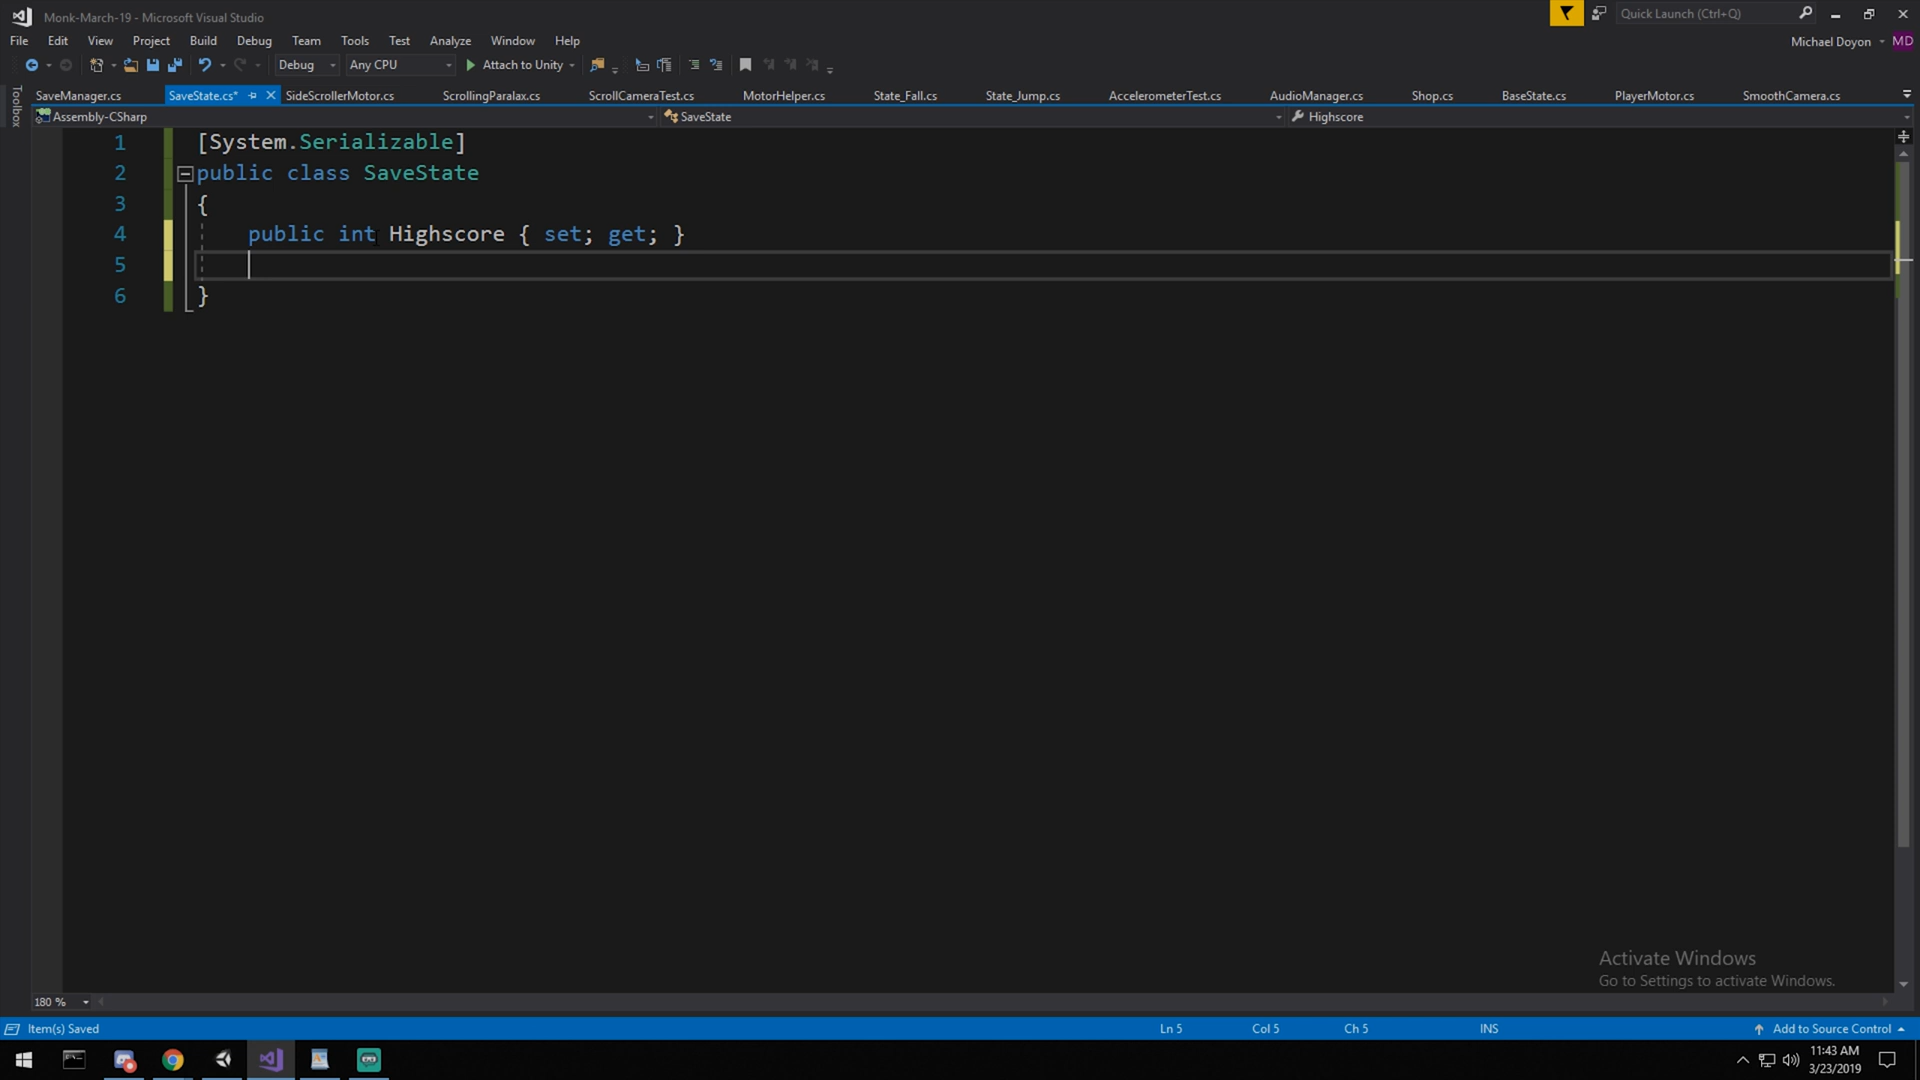 Monk-March-19 - Microsoft Visual Studio
Quick Launch (Ctrl+Q)
File Edit View Project Build Debug Team Tools Test Analyze Window Help
Michael Doyon MD
Debug Any CPU Attach to Unity
Toolbox
SaveManager.cs SaveState.cs* SideScrollerMotor.cs ScrollingParalax.cs ScrollCameraTest.cs MotorHelper.cs State_Fall.cs State_Jump.cs AccelerometerTest.cs AudioManager.cs Shop.cs BaseState.cs PlayerMotor.cs SmoothCamera.cs
Assembly-CSharp SaveState Highscore
1 [System.Serializable]
2 public class SaveState
3 {
4 public int Highscore { set; get; }
5
6 }
Activate Windows
Go to Settings to activate Windows.
180 %
Item(s) Saved Ln 5 Col 5 Ch 5 INS Add to Source Control
11:43 AM
3/23/2019